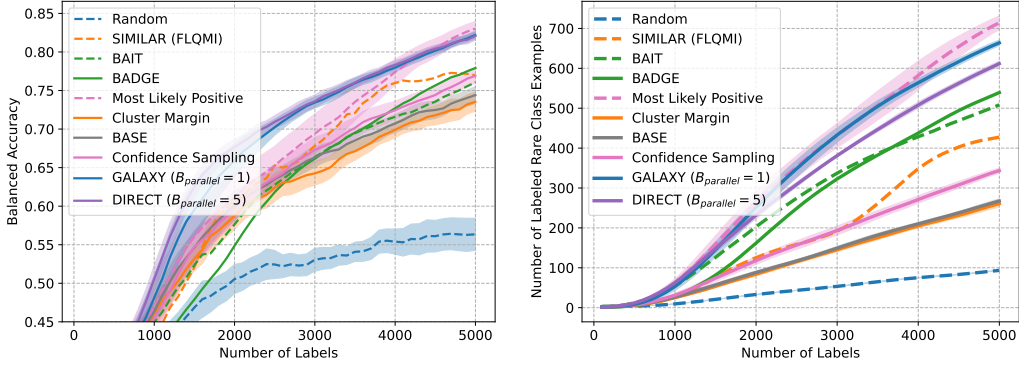 0.85
0.80
0.75
0.70
0.65
0.60
0.55
0.50
0.45
Balanced Accuracy
Random
SIMILAR (FLQMI)
BAIT
BADGE
Most Likely Positive
Cluster Margin
BASE
Confidence Sampling
GALAXY (B_parallel = 1)
DIRECT (B_parallel = 5)
0 1000 2000 3000 4000 5000
Number of Labels
700
600
500
400
300
200
100
0
Number of Labeled Rare Class Examples
Random
SIMILAR (FLQMI)
BAIT
BADGE
Most Likely Positive
Cluster Margin
BASE
Confidence Sampling
GALAXY (B_parallel = 1)
DIRECT (B_parallel = 5)
0 1000 2000 3000 4000 5000
Number of Labels